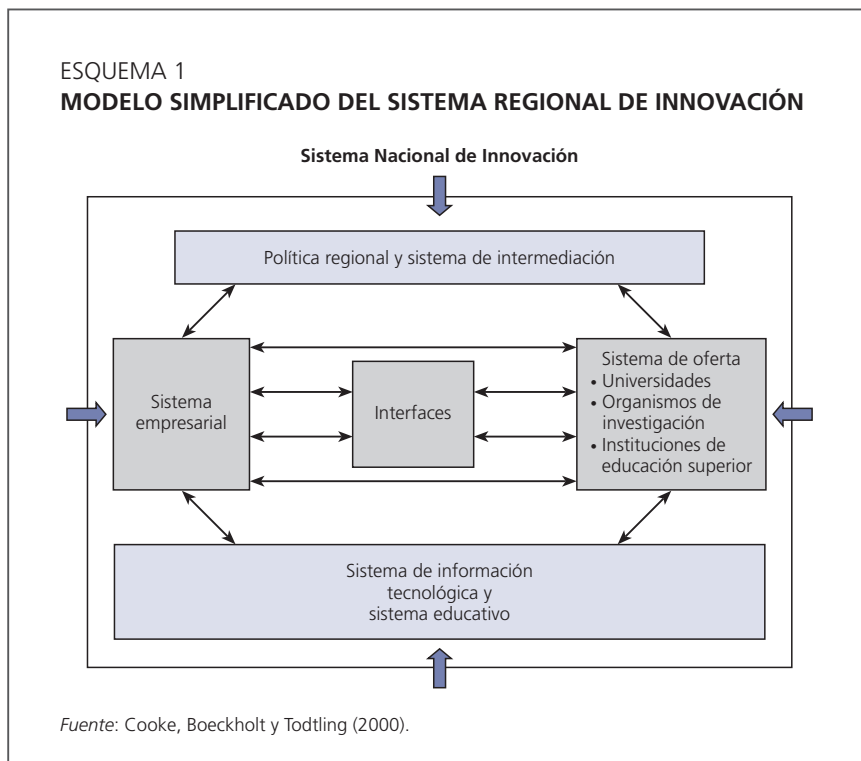 ESQUEMA 1
MODELO SIMPLIFICADO DEL SISTEMA REGIONAL DE INNOVACIÓN
Sistema Nacional de Innovación
Política regional y sistema de intermediación
Sistema
empresarial
Interfaces
Sistema de oferta
• Universidades
• Organismos de
investigación
• Instituciones de
educación superior
Sistema de información
tecnológica y
sistema educativo
Fuente: Cooke, Boeckholt y Todtling (2000).